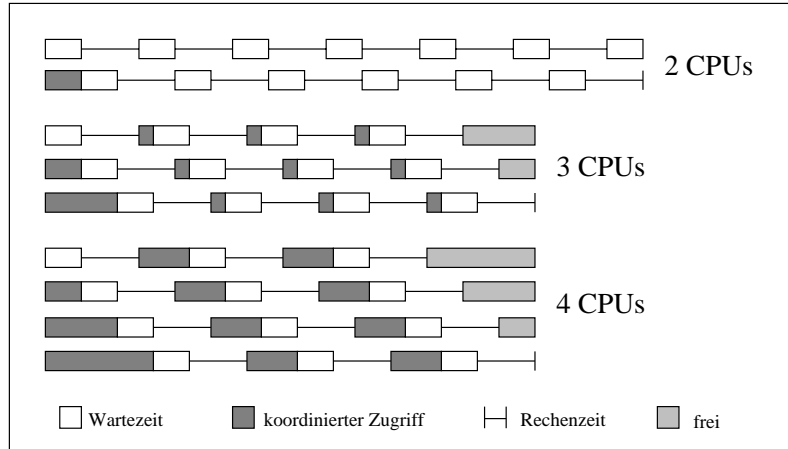 2 CPUs
3 CPUs
4 CPUs
Wartezeit koordinierter Zugriff Rechenzeit frei